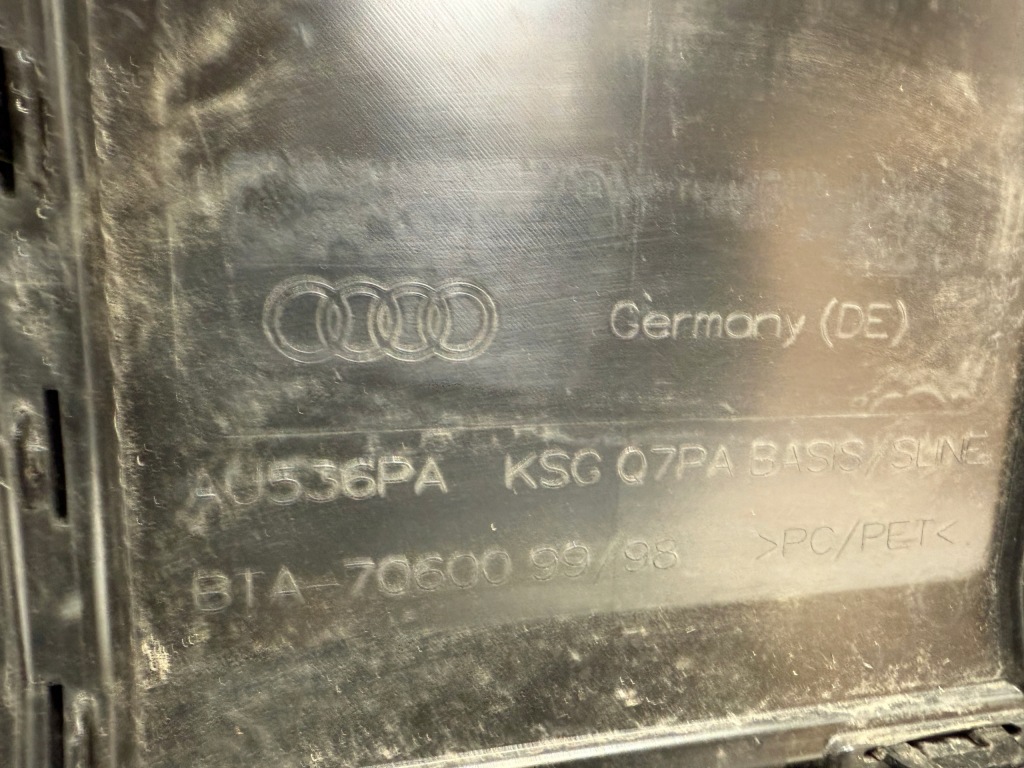 Germany (DE)
AU536PA KSG Q7PA BASIS/SLINE
BTA-70600 99/98 >PC/PET<